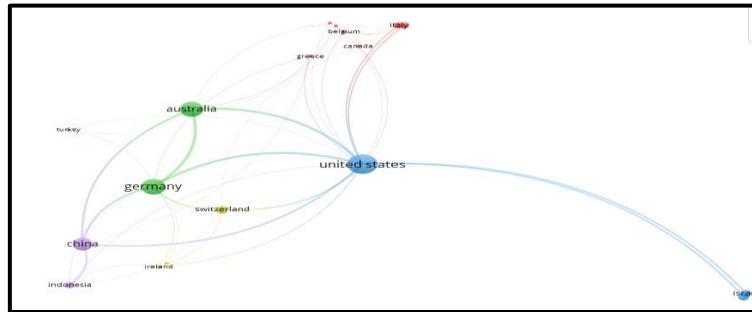 italy
belgium
canada
greece
australia
turkey
united states
germany
switzerland
china
ireland
indonesia